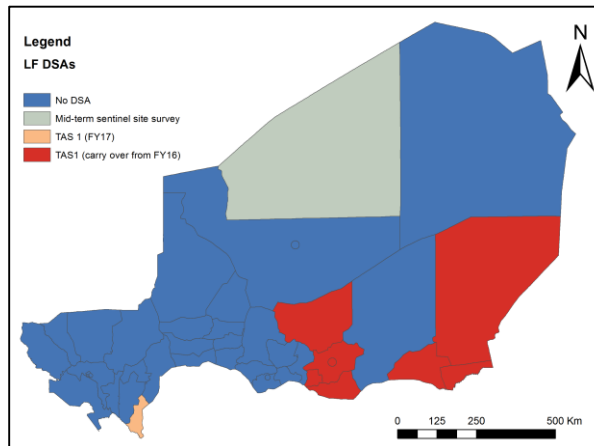 Legend
LF DSAs
No DSA
Mid-term sentinel site survey
TAS 1 (FY17)
TAS1 (carry over from FY16)
N
0 125 250 500 Km